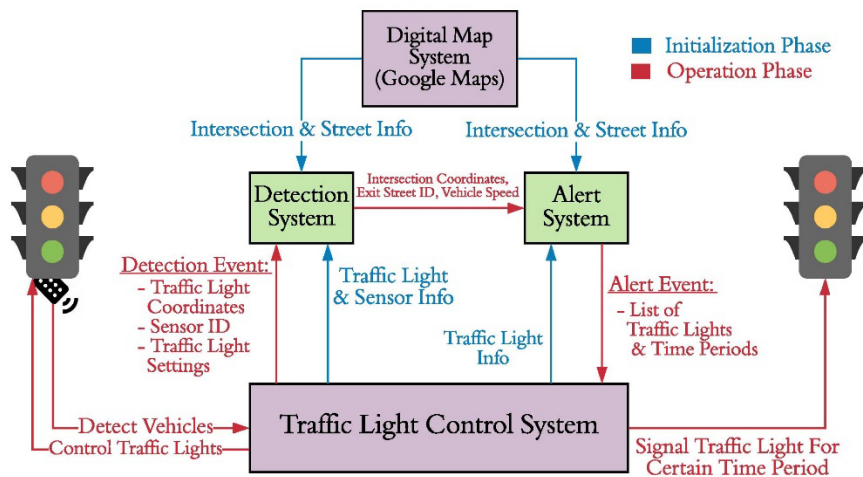 Digital Map
System
(Google Maps)
Initialization Phase
Operation Phase
Intersection & Street Info
Intersection & Street Info
Detection
System
Intersection Coordinates,
Exit Street ID, Vehicle Speed
Alert
System
Detection Event:
- Traffic Light
Coordinates
- Sensor ID
- Traffic Light
Settings
Traffic Light
& Sensor Info
Traffic Light
Info
Alert Event:
- List of
Traffic Lights
& Time Periods
Detect Vehicles
Control Traffic Lights
Traffic Light Control System
Signal Traffic Light For
Certain Time Period